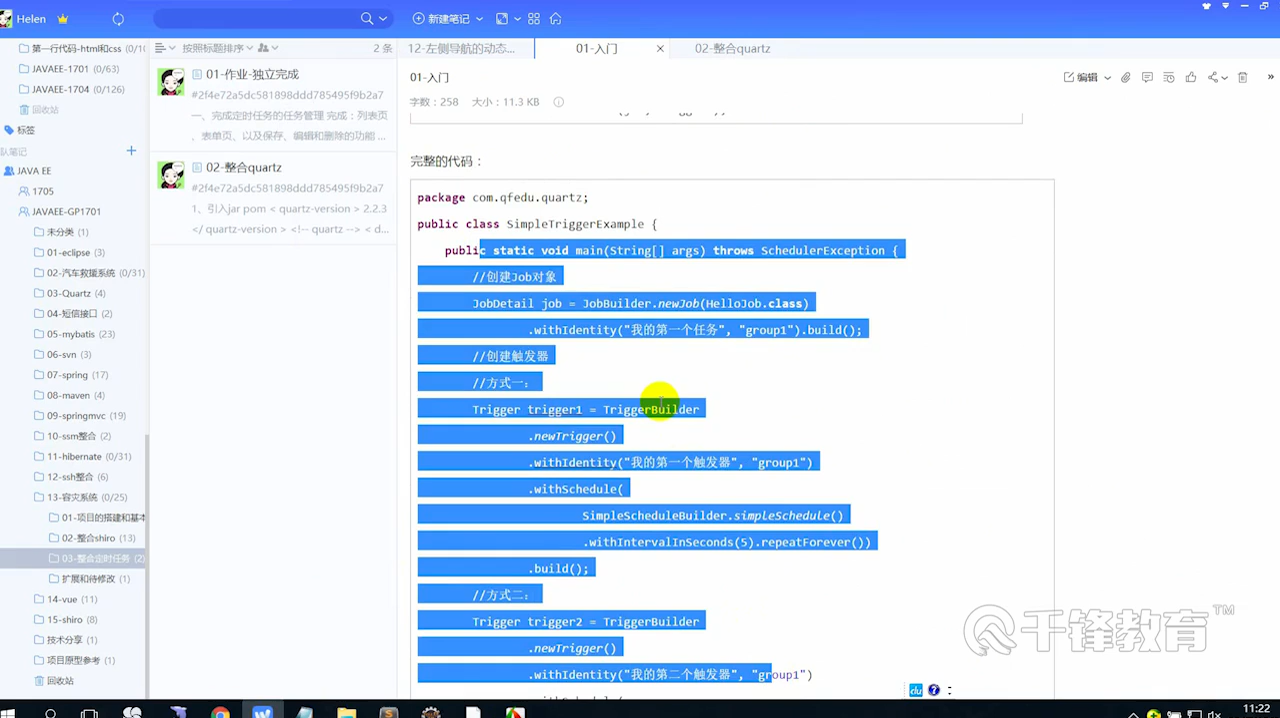 Helen
新建笔记
第一行代码-html和css (0/10
JAVAEE-1701 (0/63)
JAVAEE-1704 (0/126)
回收站
标签
队笔记
JAVA EE
1705
JAVAEE-GP1701
未分类 (1)
01-eclipse (3)
02-汽车救援系统 (0/31)
03-Quartz (4)
04-短信接口 (2)
05-mybatis (23)
06-svn (3)
07-spring (17)
08-maven (4)
09-springmvc (19)
10-ssm整合 (2)
11-hibernate (0/31)
12-ssh整合 (6)
13-容灾系统 (0/25)
01-项目的搭建和基本
02-整合shiro (13)
03-整合定时任务 (2)
扩展和待修改 (1)
14-vue (11)
15-shiro (8)
技术分享 (1)
项目原型参考 (1)
回收站
按照标题排序
2 条
01-作业-独立完成
#2f4e72a5dc581898ddd785495f9b2a7
一、完成定时任务的任务管理 完成：列表页
、表单页、以及保存、编辑和删除的功能 ...
02-整合quartz
#2f4e72a5dc581898ddd785495f9b2a7
1、引入jar pom < quartz-version > 2.2.3
</ quartz-version > <!-- quartz --> < d...
12-左侧导航的动态...
01-入门
02-整合quartz
01-入门
编辑
字数：258 大小：11.3 KB
完整的代码：
package com.qfedu.quartz;
public class SimpleTriggerExample {
public static void main(String[] args) throws SchedulerException {
//创建Job对象
JobDetail job = JobBuilder.newJob(HelloJob.class)
.withIdentity("我的第一个任务", "group1").build();
//创建触发器
//方式一：
Trigger trigger1 = TriggerBuilder
.newTrigger()
.withIdentity("我的第一个触发器", "group1")
.withSchedule(
SimpleScheduleBuilder.simpleSchedule()
.withIntervalInSeconds(5).repeatForever())
.build();
//方式二：
Trigger trigger2 = TriggerBuilder
.newTrigger()
.withIdentity("我的第二个触发器", "group1")
千锋教育 TM
du
11:22